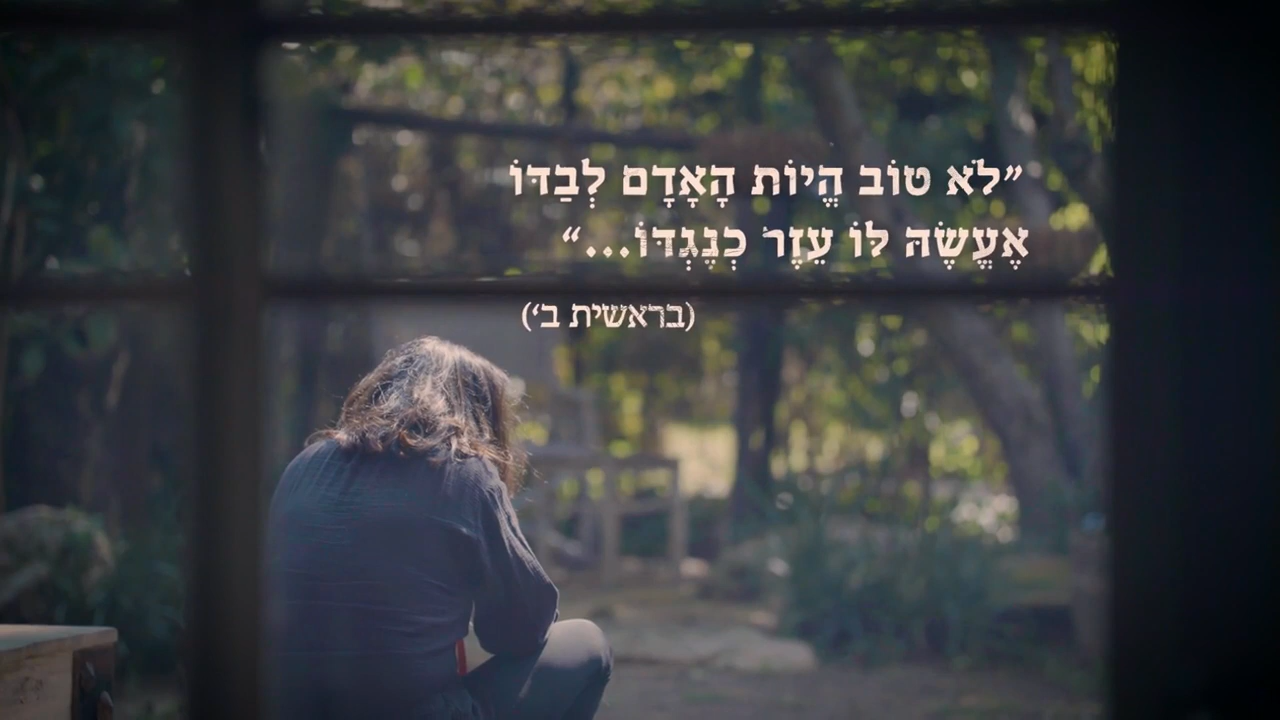 ״לֹא טוֹב הֱיוֹת הָאָדָם לְבַדּוֹ
אֶעֱשֶׂהּ לּוֹ עֵזֶר כְּנֶגְדּוֹ...״
(בראשית ב׳)